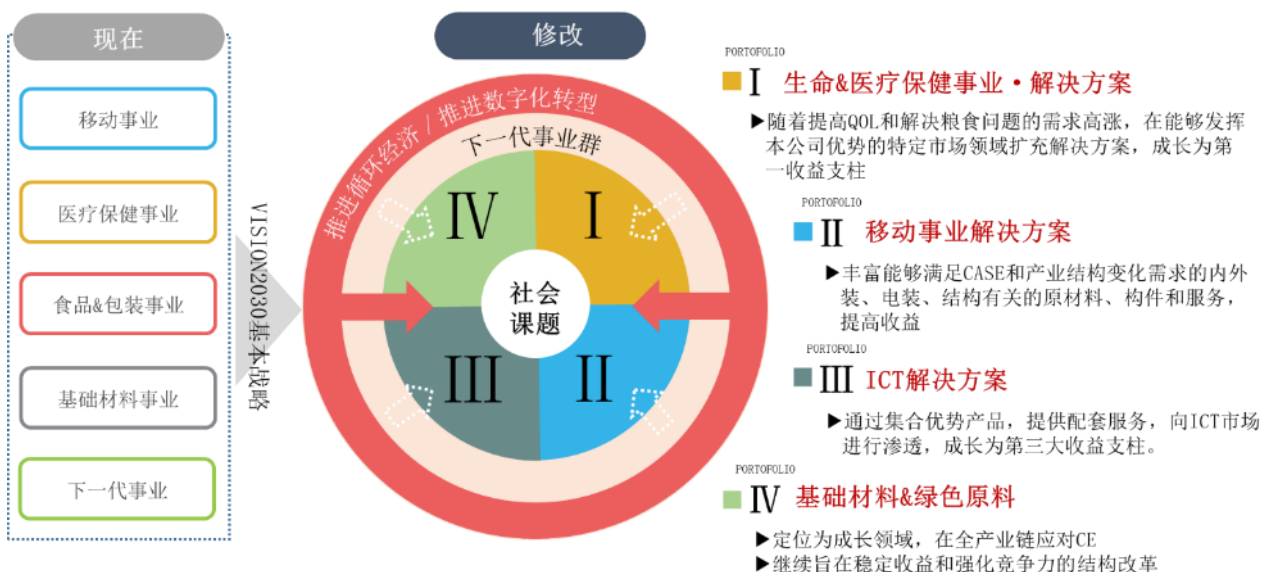 现在
移动事业
医疗保健事业
食品&包装事业
基础材料事业
下一代事业
VISION2030基本战略
修改
推进循环经济 / 推进数字化转型
下一代事业群
Ⅳ
Ⅰ
社会
课题
Ⅲ
Ⅱ
PORTOFOLIO
Ⅰ 生命&医疗保健事业·解决方案
▶随着提高QOL和解决粮食问题的需求高涨，在能够发挥
本公司优势的特定市场领域扩充解决方案，成长为第
一收益支柱
PORTOFOLIO
Ⅱ 移动事业解决方案
▶丰富能够满足CASE和产业结构变化需求的内外
装、电装、结构有关的原材料、构件和服务，
提高收益
PORTOFOLIO
Ⅲ ICT解决方案
▶通过集合优势产品，提供配套服务，向ICT市场
进行渗透，成长为第三大收益支柱。
PORTOFOLIO
Ⅳ 基础材料&绿色原料
▶定位为成长领域，在全产业链应对CE
▶继续旨在稳定收益和强化竞争力的结构改革